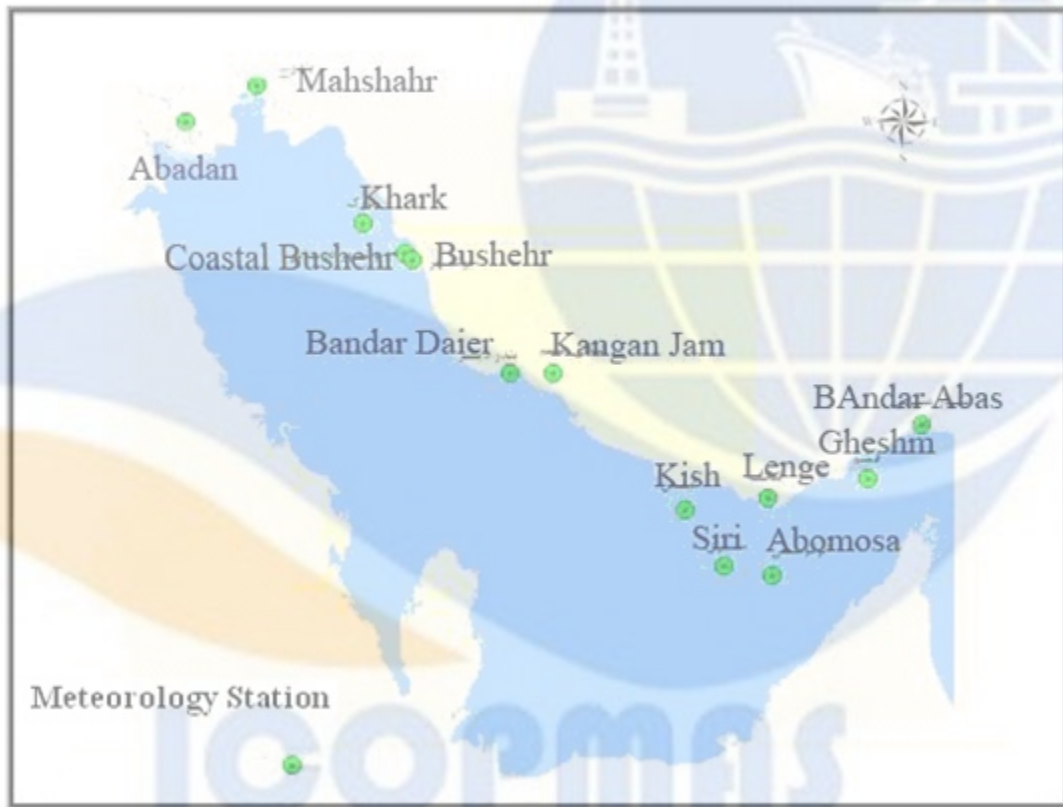 Mahshahr
Abadan
Khark
Coastal Bushehr
Bushehr
Bandar Daier
Kangan Jam
BAndar Abas
Gheshm
Kish
Lenge
Siri
Abomosa
Meteorology Station
ICOPMAS
N
W
E
S